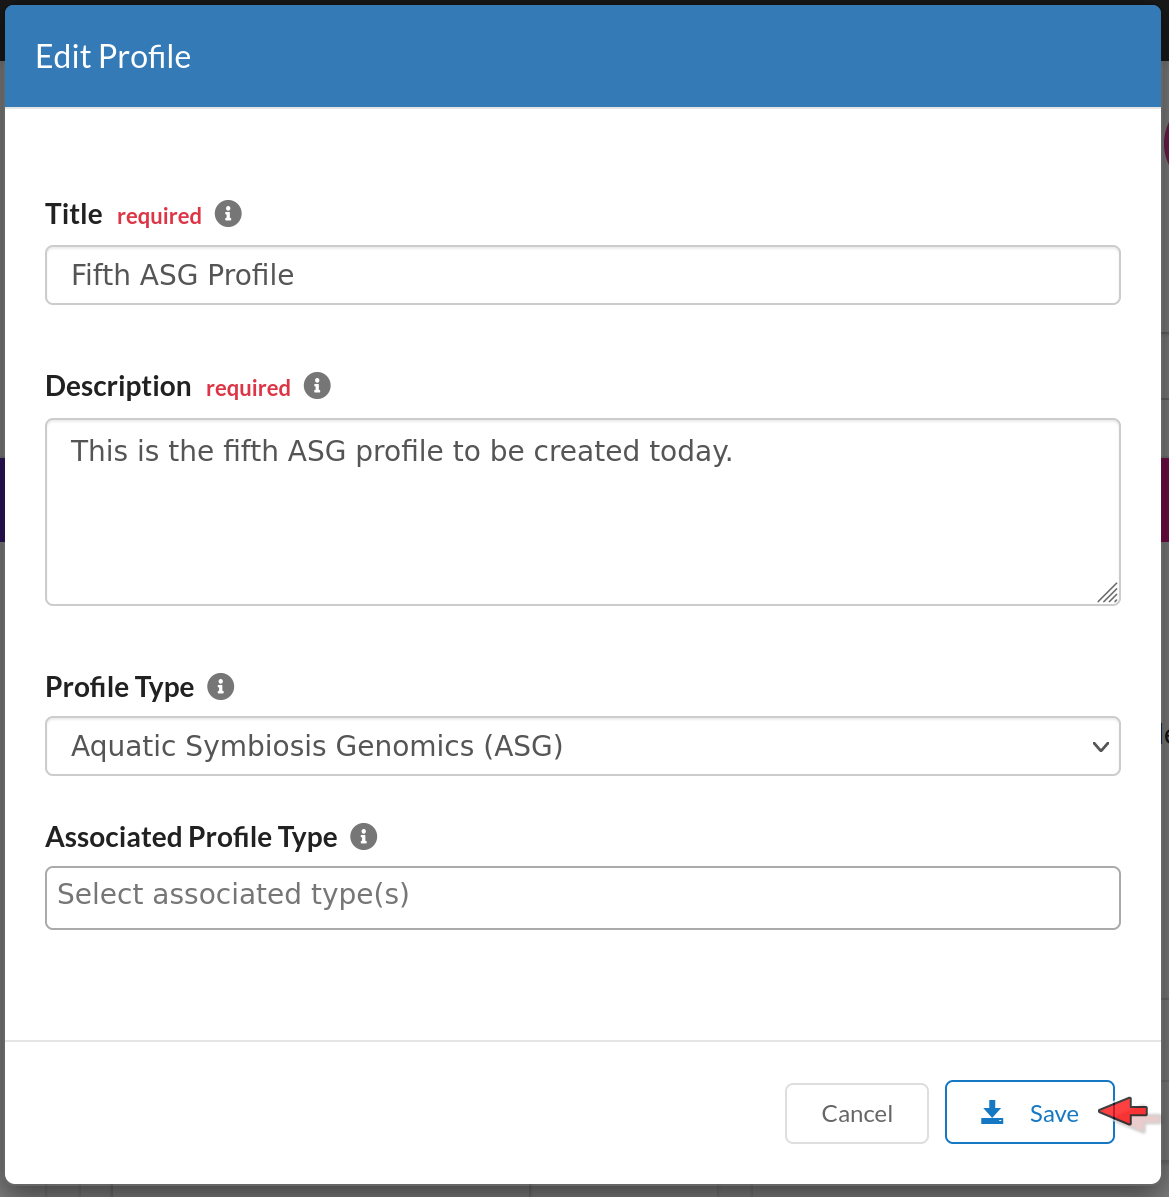 Edit Profile
Title required
Fifth ASG Profile
Description required
This is the fifth ASG profile to be created today.
Profile Type
Aquatic Symbiosis Genomics (ASG)
Associated Profile Type
Select associated type(s)
Cancel Save